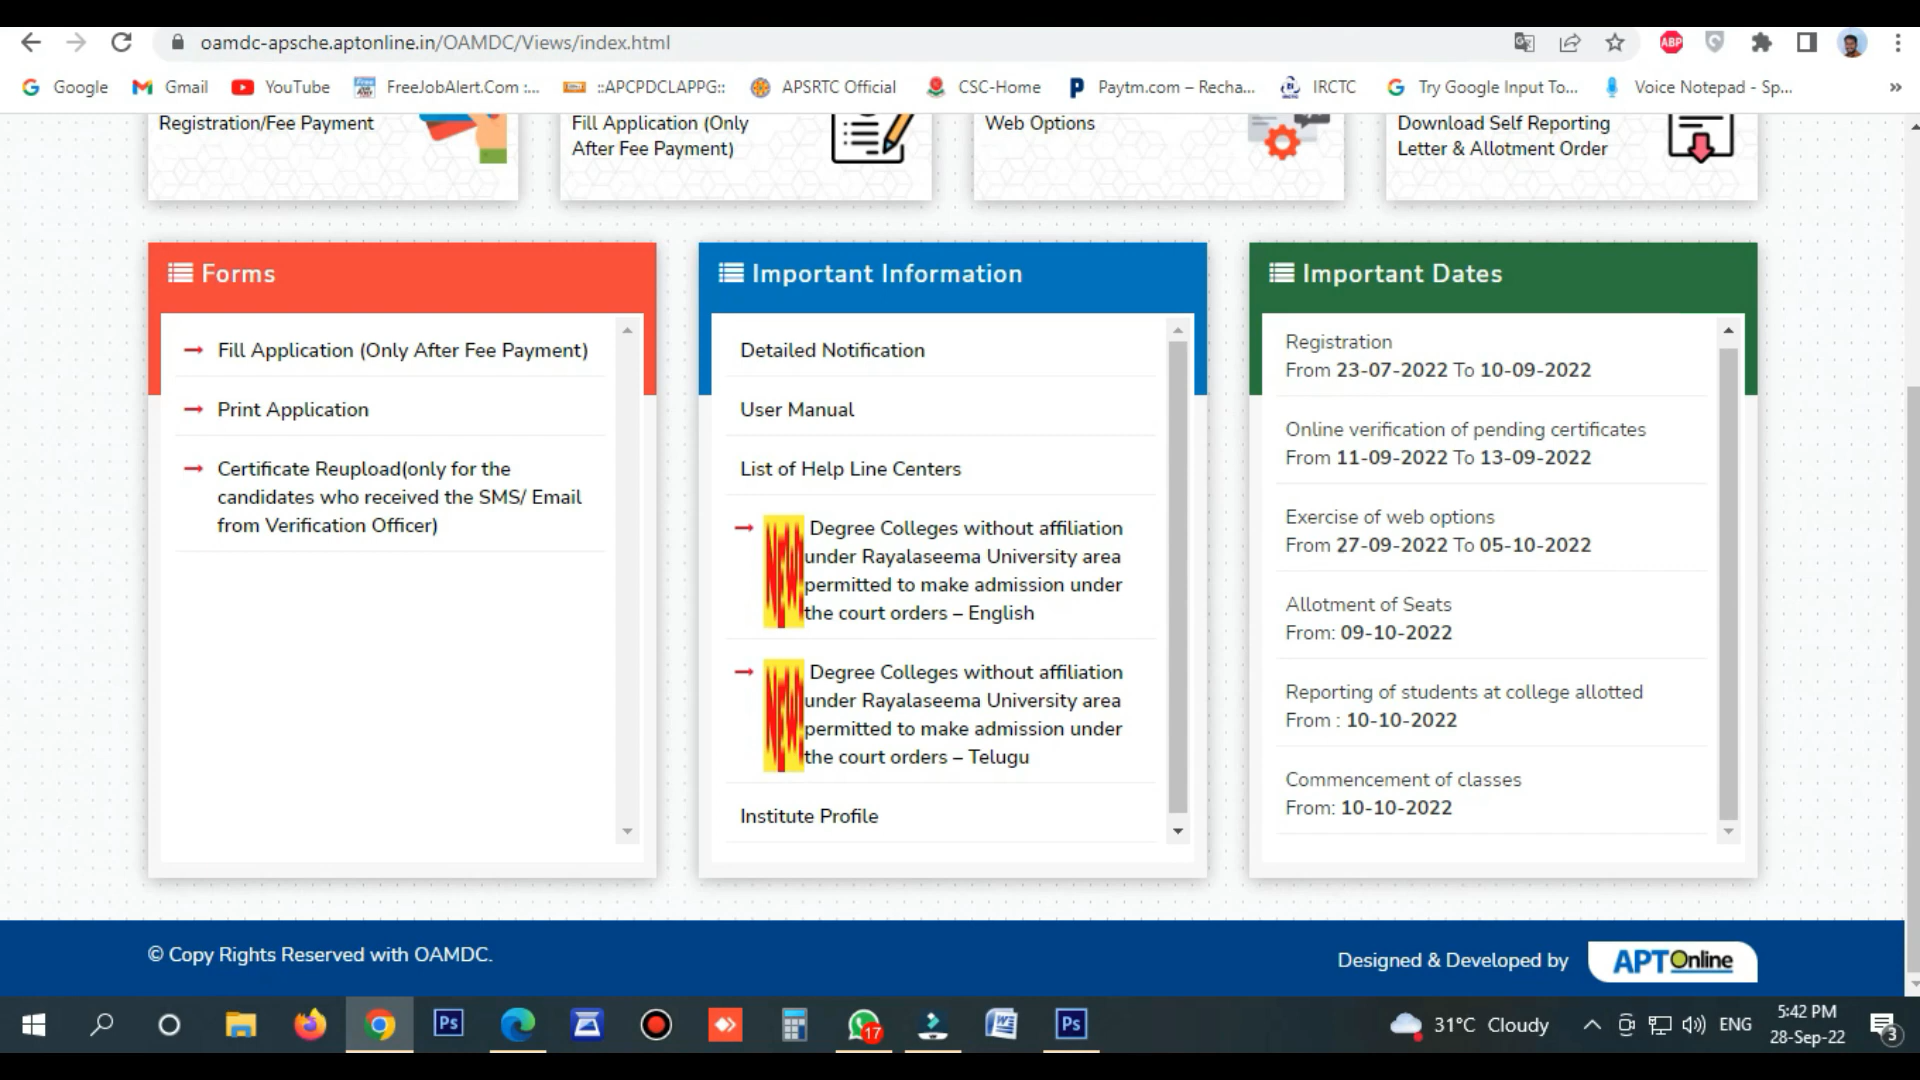 oamdc-apsche.aptonline.in/OAMDC/Views/index.html
ABP
Google
Gmail
YouTube
FreeJobAlert.Com :...
::APCPDCLAPPG::
APSRTC Official
CSC-Home
Paytm.com – Recha...
IRCTC
Try Google Input To...
Voice Notepad - Sp...
»
Registration/Fee Payment
Fill Application (Only
After Fee Payment)
Web Options
Download Self Reporting
Letter & Allotment Order
Forms
Fill Application (Only After Fee Payment)
Print Application
Certificate Reupload(only for the
candidates who received the SMS/ Email
from Verification Officer)
Important Information
Detailed Notification
User Manual
List of Help Line Centers
NEW Degree Colleges without affiliation
under Rayalaseema University area
permitted to make admission under
the court orders – English
NEW Degree Colleges without affiliation
under Rayalaseema University area
permitted to make admission under
the court orders – Telugu
Institute Profile
Important Dates
Registration
From 23-07-2022 To 10-09-2022
Online verification of pending certificates
From 11-09-2022 To 13-09-2022
Exercise of web options
From 27-09-2022 To 05-10-2022
Allotment of Seats
From: 09-10-2022
Reporting of students at college allotted
From : 10-10-2022
Commencement of classes
From: 10-10-2022
© Copy Rights Reserved with OAMDC.
Designed & Developed by
APTOnline
Ps
17
Ps
31°C Cloudy
ENG
5:42 PM
28-Sep-22
3